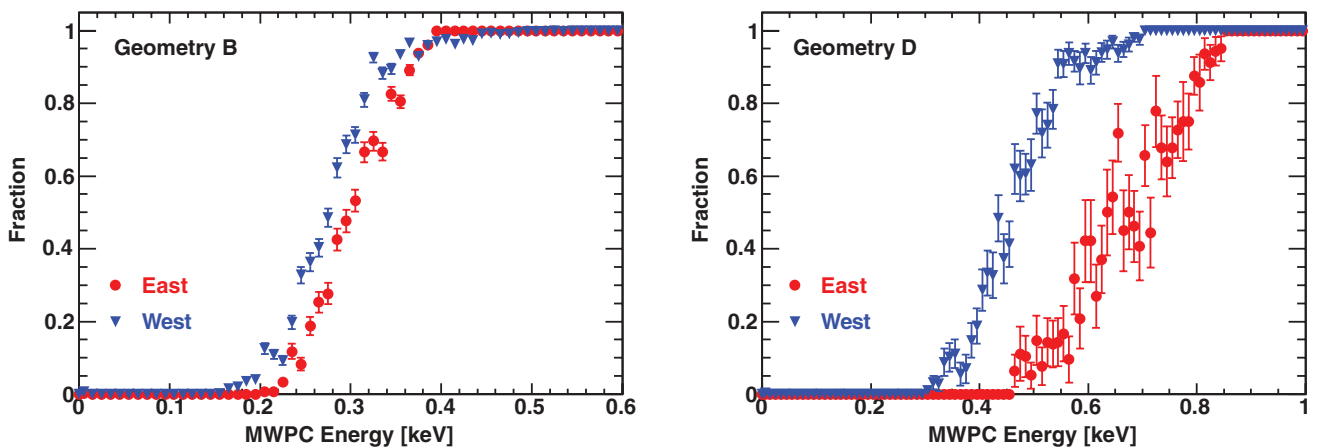 Geometry B
Fraction
1
0.8
0.6
0.4
0.2
0
East
West
0 0.1 0.2 0.3 0.4 0.5 0.6
MWPC Energy [keV]
Geometry D
Fraction
1
0.8
0.6
0.4
0.2
0
East
West
0 0.2 0.4 0.6 0.8 1
MWPC Energy [keV]